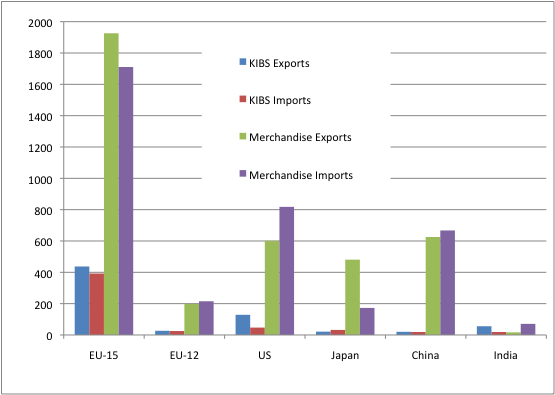 2000
1800
1600
1400
1200
1000
800
600
400
200
0
KIBS Exports
KIBS Imports
Merchandise Exports
Merchandise Imports
EU-15 EU-12 US Japan China India